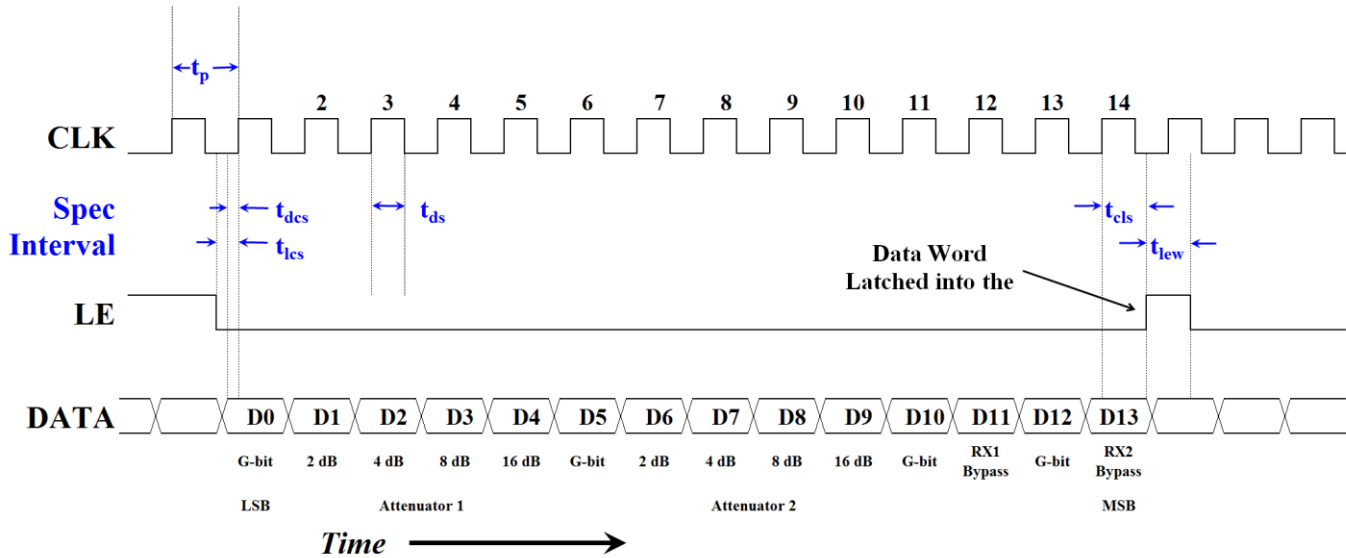 tp
2 3 4 5 6 7 8 9 10 11 12 13 14
CLK
Spec
Interval
tdcs
tds
tcls
tlcs
tlew
Data Word
Latched into the
LE
DATA
D0 D1 D2 D3 D4 D5 D6 D7 D8 D9 D10 D11 D12 D13
G-bit 2 dB 4 dB 8 dB 16 dB G-bit 2 dB 4 dB 8 dB 16 dB G-bit RX1 G-bit RX2
Bypass Bypass
LSB Attenuator 1 Attenuator 2 MSB
Time